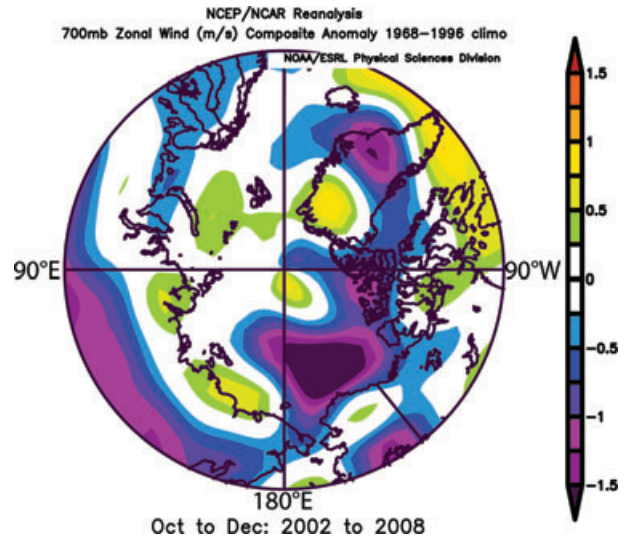 NCEP/NCAR Reanalysis
700mb Zonal Wind (m/s) Composite Anomaly 1968-1996 climo
NOAA/ESRL Physical Sciences Division
1.5
1
0.5
90°E
90°W
0
-0.5
-1
-1.5
180°E
Oct to Dec: 2002 to 2008